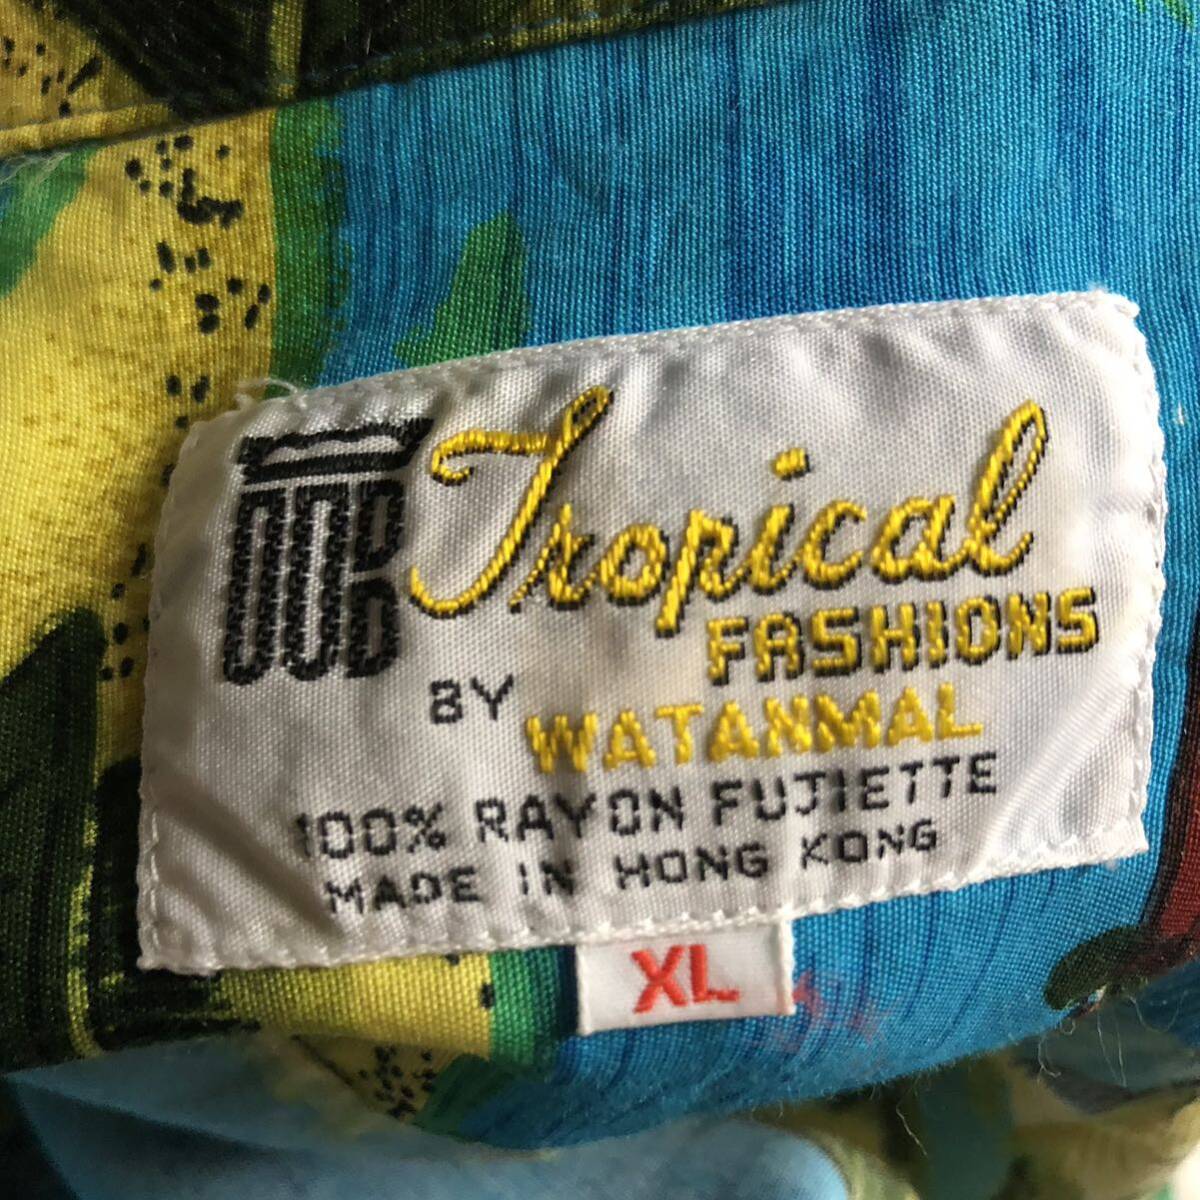 Tropical
FASHIONS
BY WATANMAL
100% RAYON FUJIETTE
MADE IN HONG KONG
XL